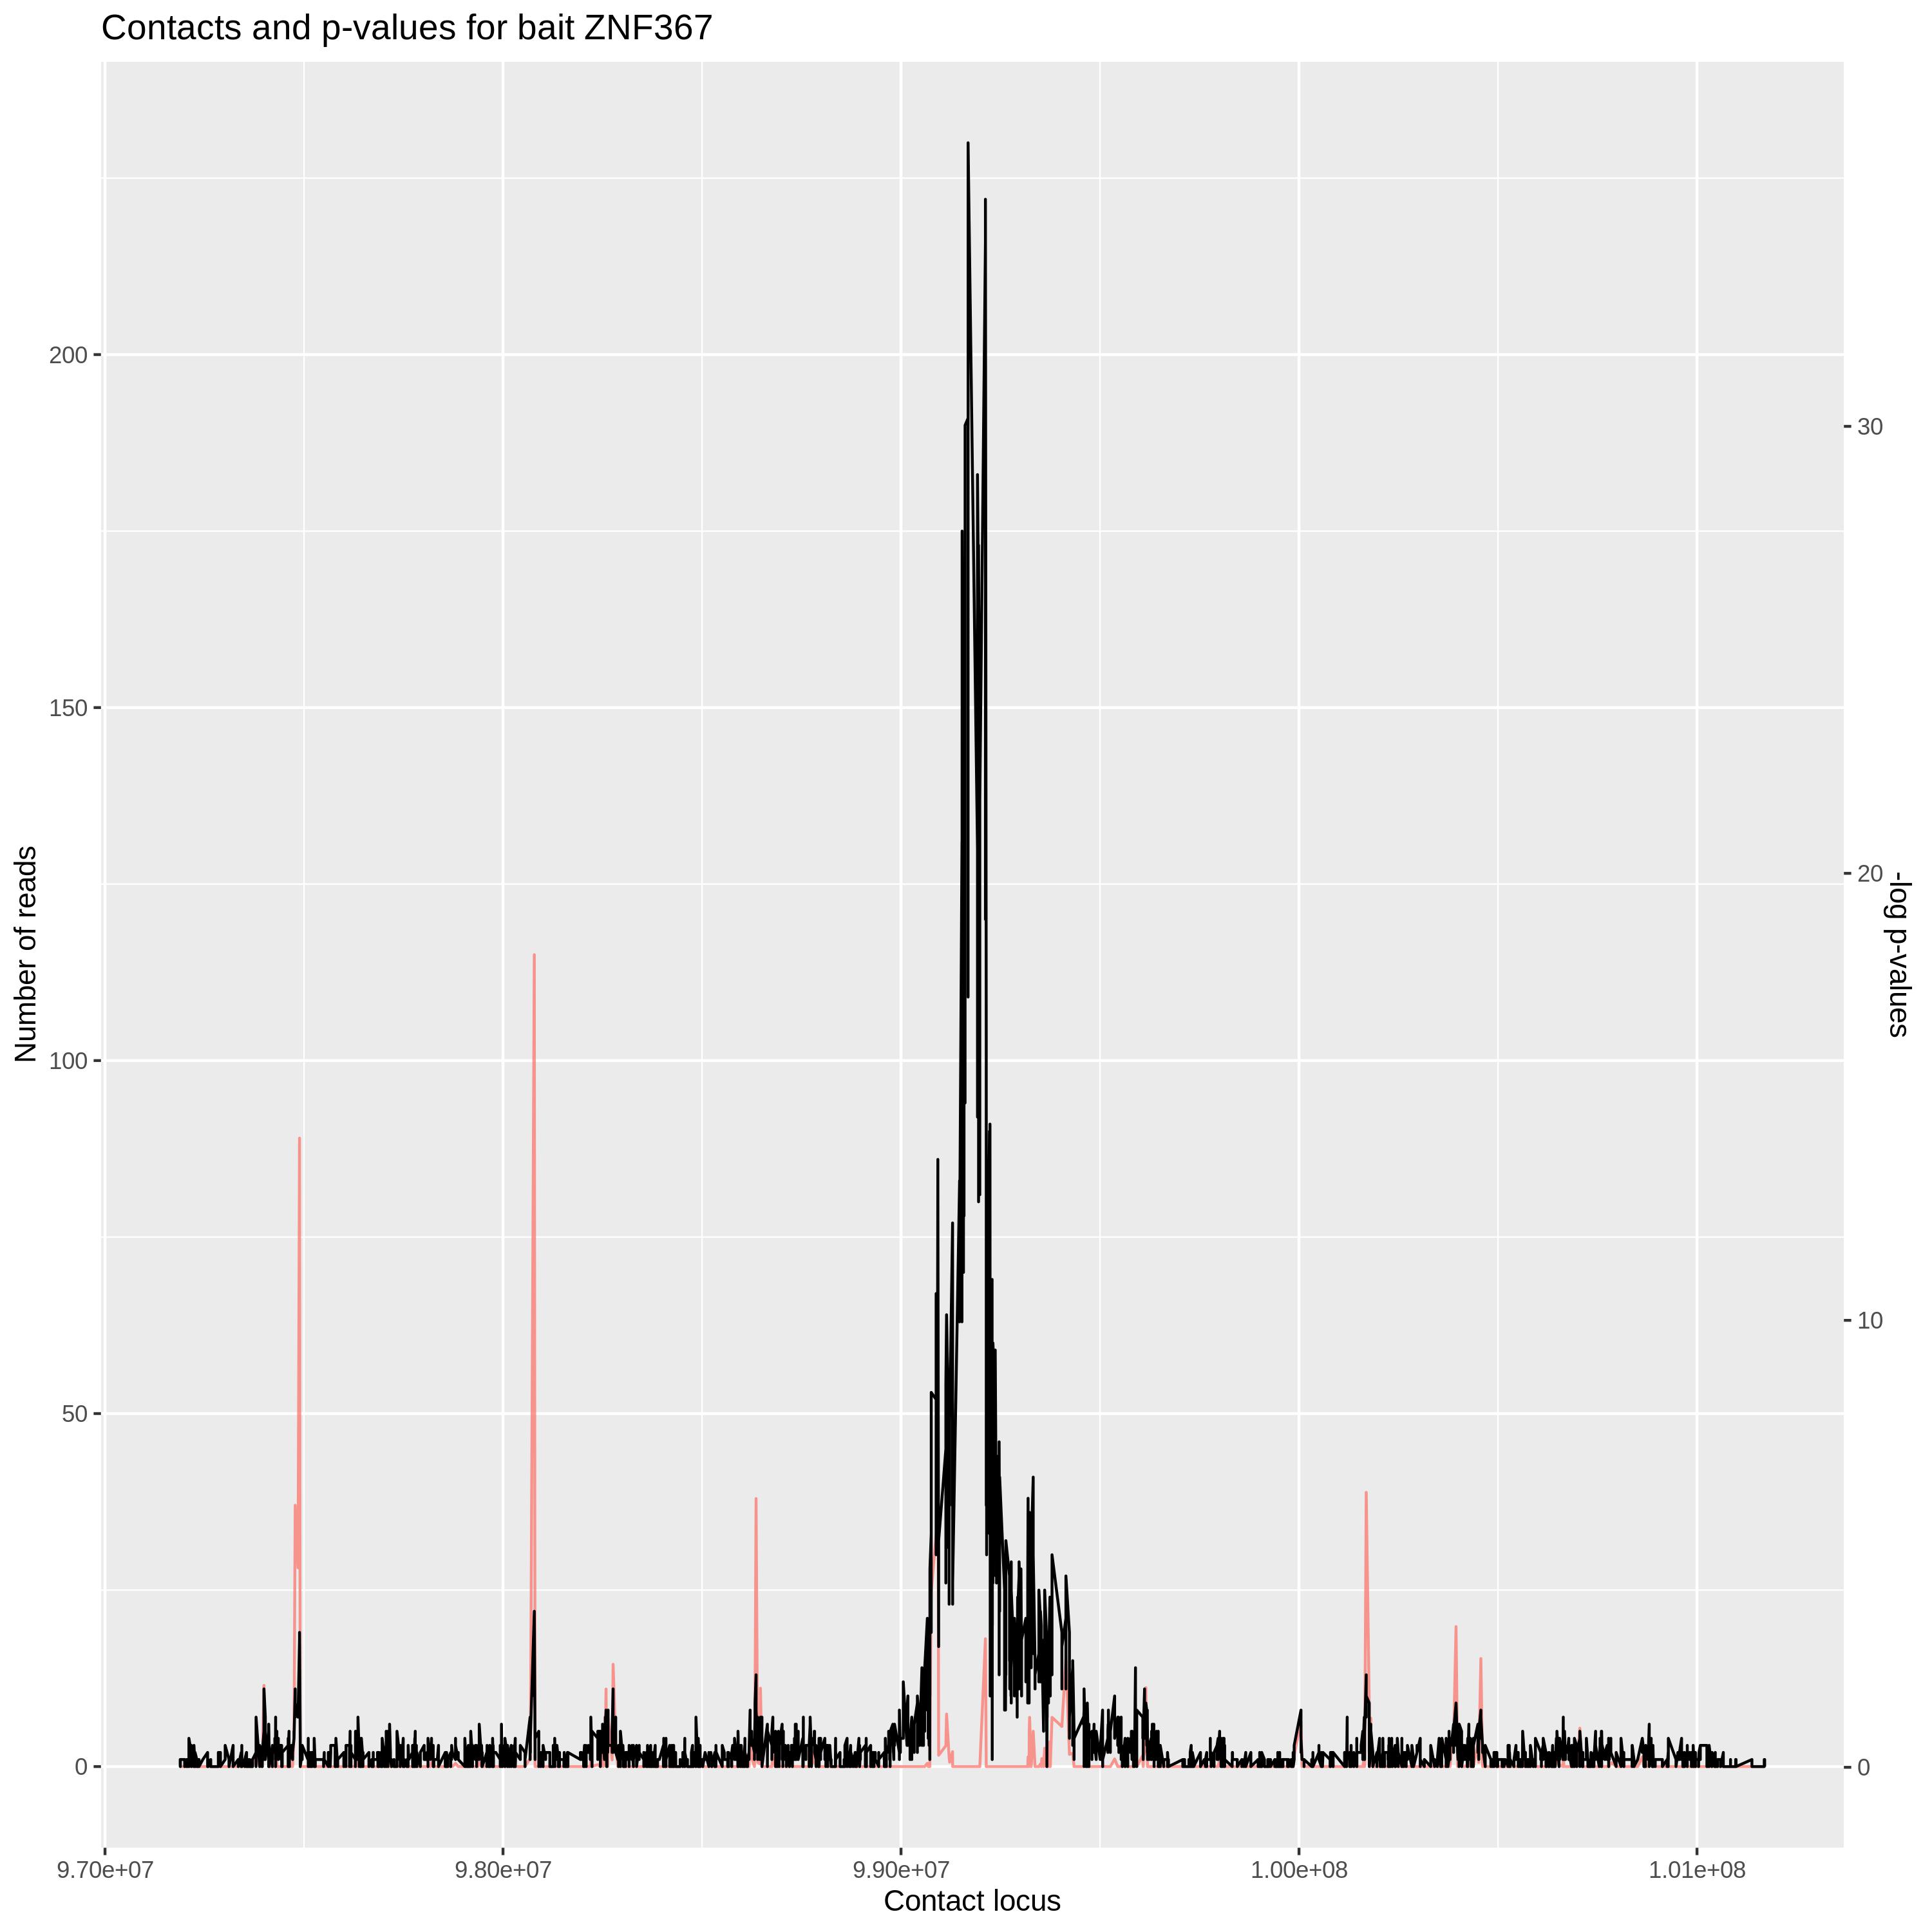 Contacts and p-values for bait ZNF367
Number of reads
200
150
100
50
0
30
20
10
0
-log p-values
9.70e+07 9.80e+07 9.90e+07 1.00e+08 1.01e+08
Contact locus